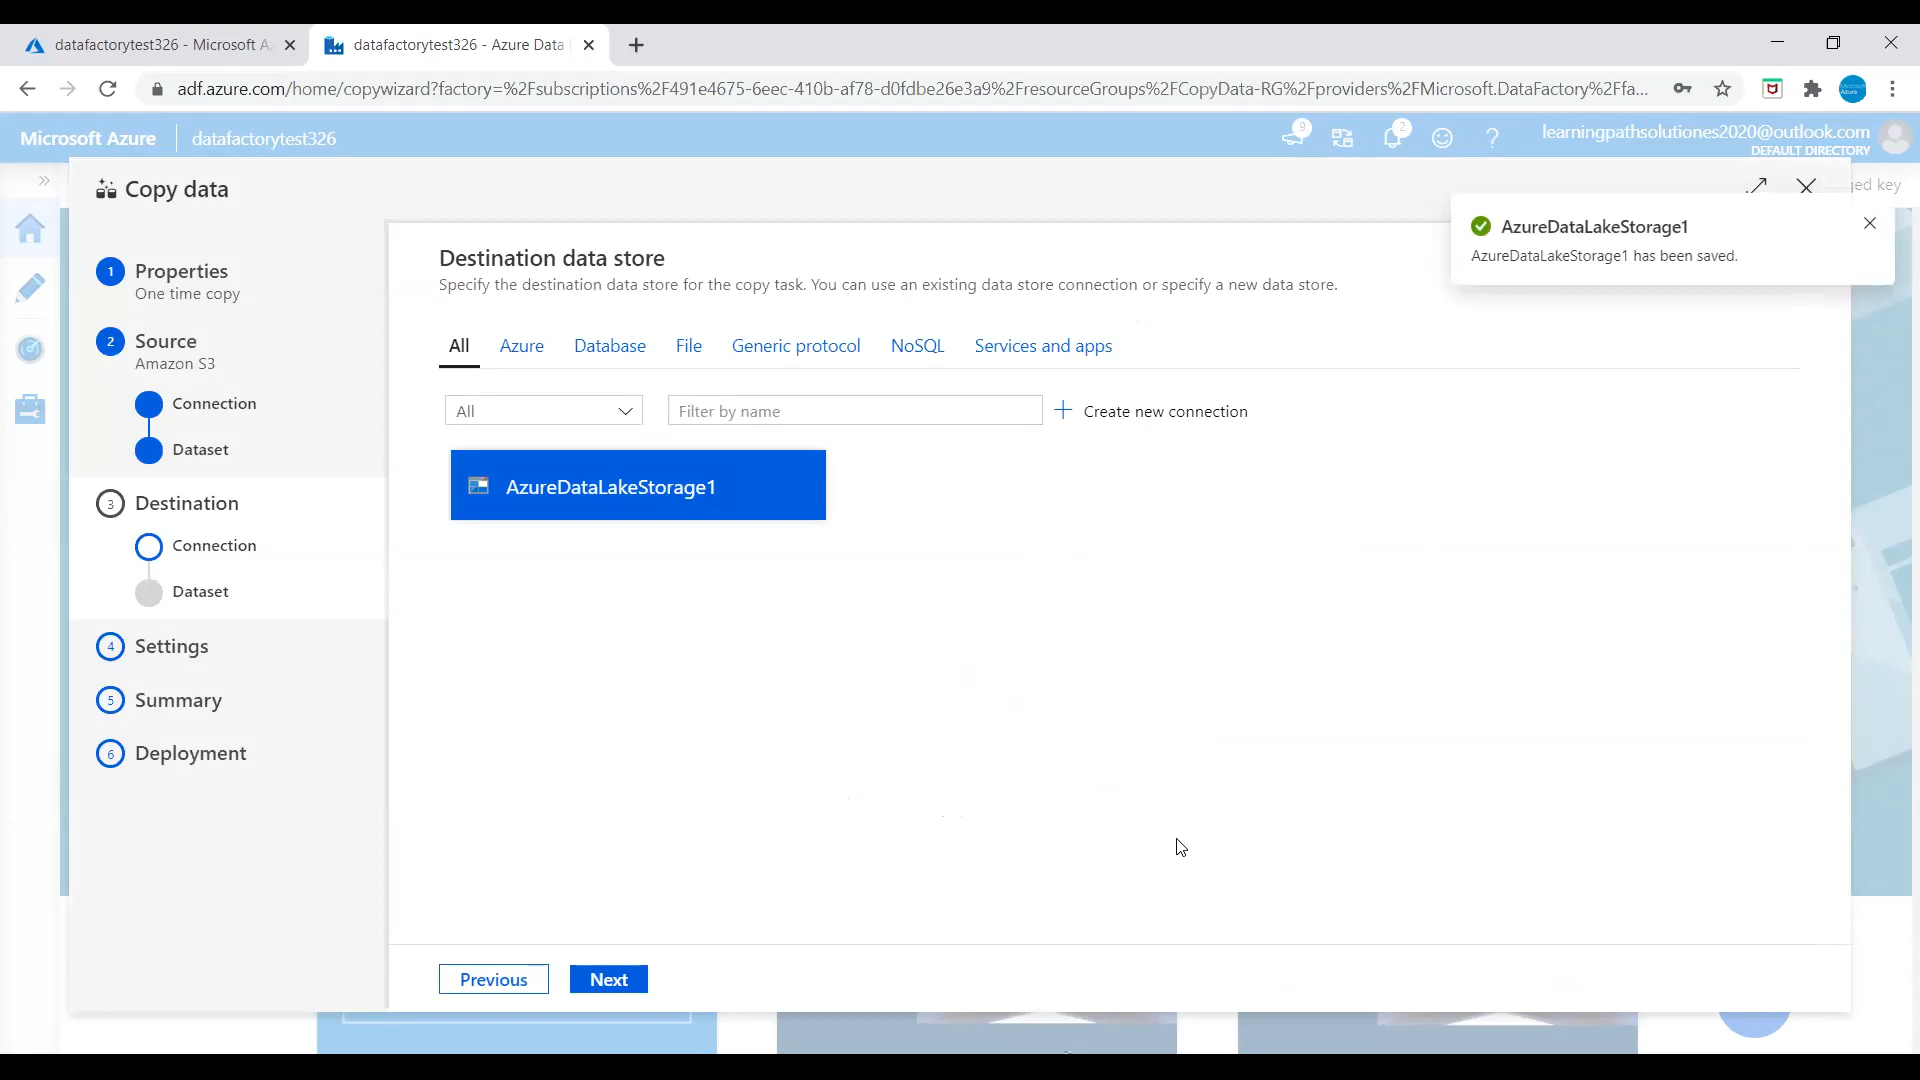 datafactorytest326 - Microsoft A
datafactorytest326 - Azure Data
adf.azure.com/home/copywizard?factory=%2Fsubscriptions%2F491e4675-6eec-410b-af78-d0fdbe26e3a9%2FresourceGroups%2FCopyData-RG%2Fproviders%2FMicrosoft.DataFactory%2Ffa...
Microsoft Azure
datafactorytest326
9
2
?
learningpathsolutiones2020@outlook.com
DEFAULT DIRECTORY
»
Copy data
ged key
AzureDataLakeStorage1
AzureDataLakeStorage1 has been saved.
1 Properties
One time copy
2 Source
Amazon S3
Connection
Dataset
3 Destination
Connection
Dataset
4 Settings
5 Summary
6 Deployment
Destination data store
Specify the destination data store for the copy task. You can use an existing data store connection or specify a new data store.
All Azure Database File Generic protocol NoSQL Services and apps
All
Filter by name
+ Create new connection
AzureDataLakeStorage1
Previous
Next